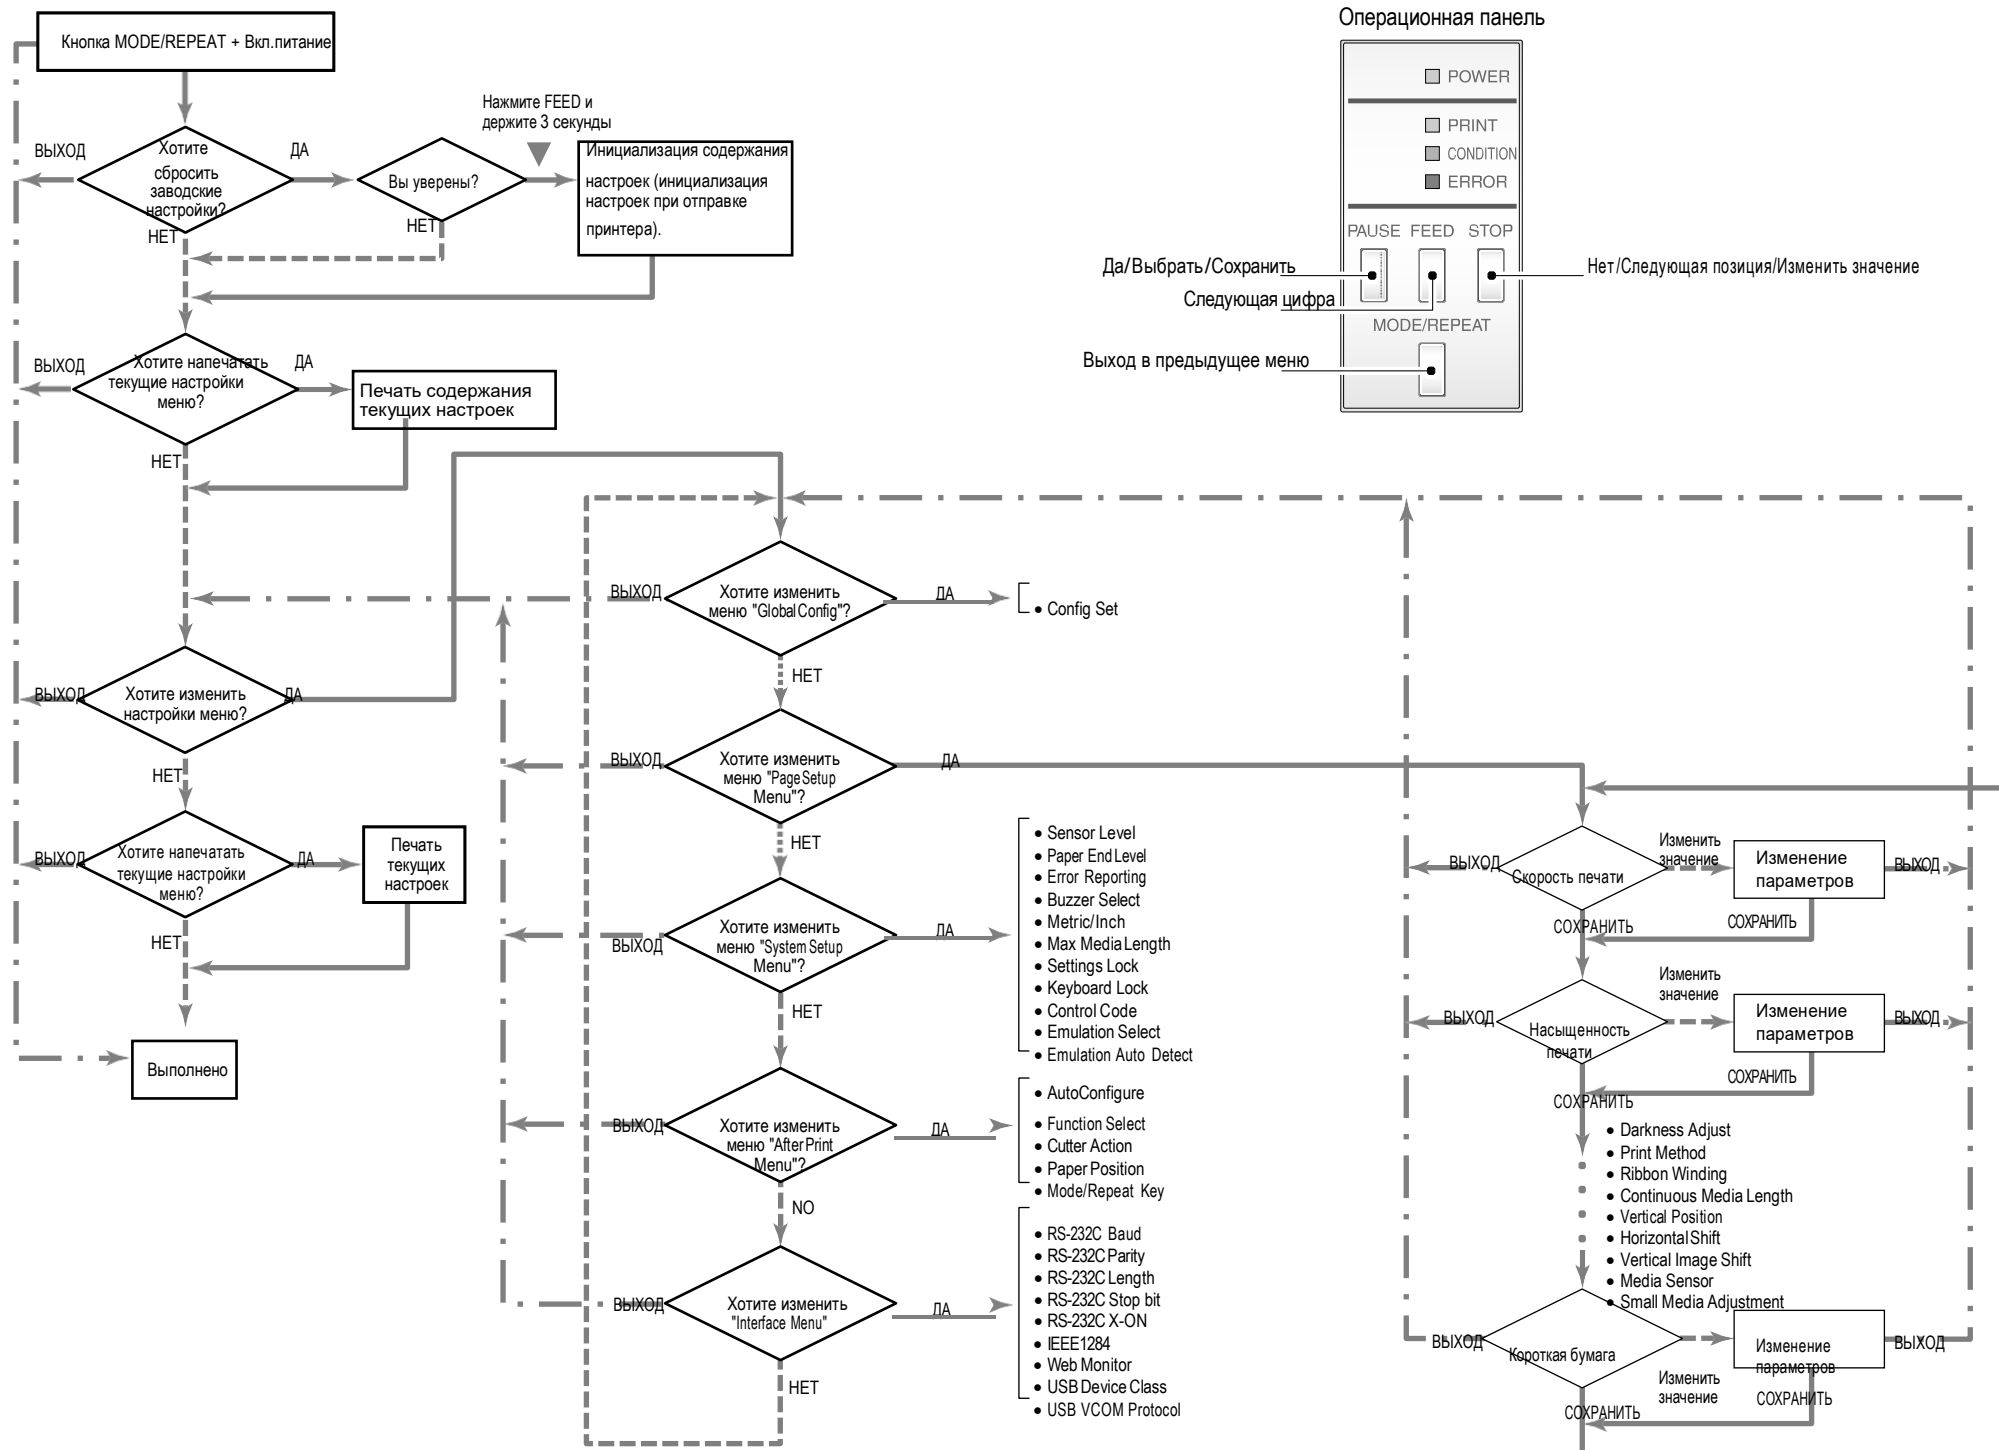 Операционная панель
Кнопка MODE/REPEAT + Вкл.питание
POWER
PRINT
CONDITION
ERROR
PAUSE FEED STOP
MODE/REPEAT
Да/Выбрать/Сохранить
Следующая цифра
Нет/Следующая позиция/Изменить значение
Выход в предыдущее меню
Нажмите FEED и
держите 3 секунды
ВЫХОД
Хотите
сбросить
заводские
настройки?
ДА
НЕТ
Вы уверены?
НЕТ
Инициализация содержания
настроек (инициализация
настроек при отправке
принтера).
ВЫХОД
Хотите напечатать
текущие настройки
меню?
ДА
НЕТ
Печать содержания
текущих настроек
ВЫХОД
Хотите изменить
настройки меню?
ДА
НЕТ
ВЫХОД
Хотите напечатать
текущие настройки
меню?
ДА
НЕТ
Печать
текущих
настроек
Выполнено
ВЫХОД
Хотите изменить
меню "Global Config"?
ДА
НЕТ
• Config Set
ВЫХОД
Хотите изменить
меню "Page Setup
Menu"?
ДА
НЕТ
ВЫХОД
Хотите изменить
меню "System Setup
Menu"?
ДА
НЕТ
• Sensor Level
• Paper End Level
• Error Reporting
• Buzzer Select
• Metric/Inch
• Max Media Length
• Settings Lock
• Keyboard Lock
• Control Code
• Emulation Select
• Emulation Auto Detect
ВЫХОД
Хотите изменить
меню "After Print
Menu"?
ДА
NO
• AutoConfigure
• Function Select
• Cutter Action
• Paper Position
• Mode/Repeat Key
ВЫХОД
Хотите изменить
"Interface Menu"
ДА
НЕТ
• RS-232C Baud
• RS-232C Parity
• RS-232C Length
• RS-232C Stop bit
• RS-232C X-ON
• IEEE1284
• Web Monitor
• USB Device Class
• USB VCOM Protocol
ВЫХОД
Скорость печати
Изменить
значение
Изменение
параметров
ВЫХОД
СОХРАНИТЬ
СОХРАНИТЬ
ВЫХОД
Насыщенность
печати
Изменить
значение
Изменение
параметров
ВЫХОД
СОХРАНИТЬ
СОХРАНИТЬ
• Darkness Adjust
• Print Method
• Ribbon Winding
• Continuous Media Length
• Vertical Position
• Horizontal Shift
• Vertical Image Shift
• Media Sensor
• Small Media Adjustment
ВЫХОД
Короткая бумага
Изменить
значение
Изменение
параметров
ВЫХОД
СОХРАНИТЬ
СОХРАНИТЬ